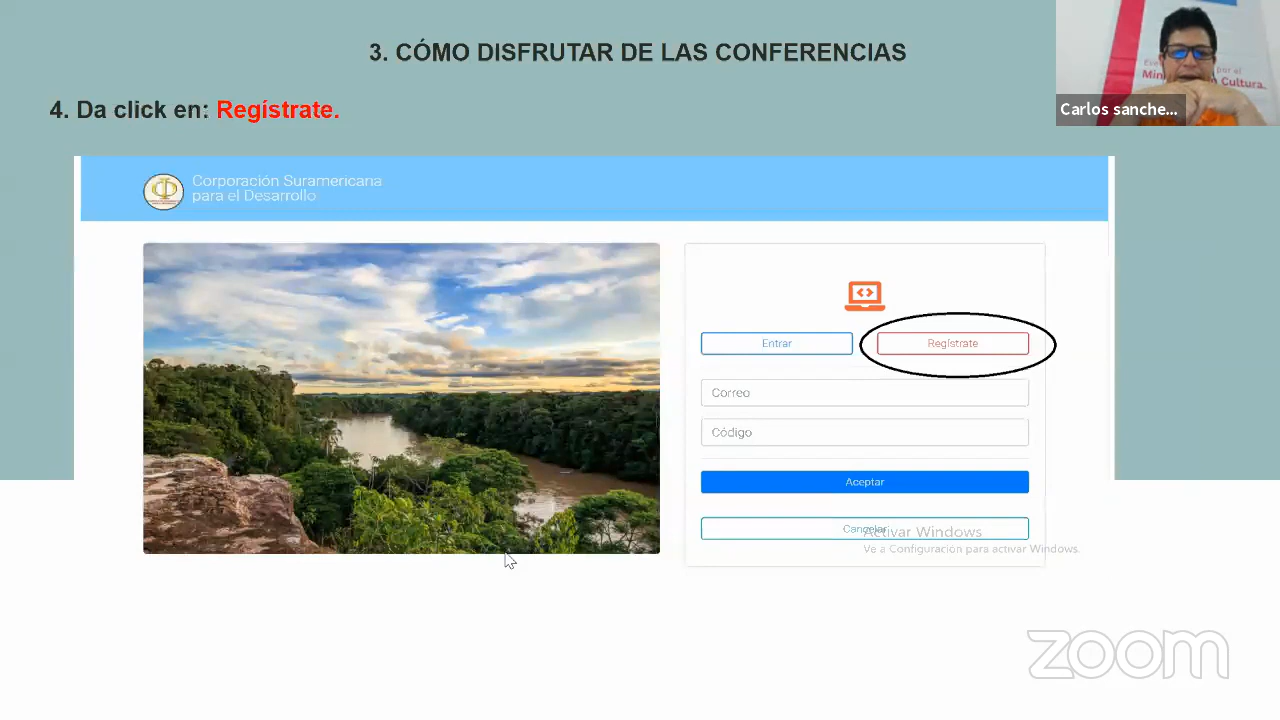 3. CÓMO DISFRUTAR DE LAS CONFERENCIAS
4. Da click en: Regístrate.
Carlos sanche...
Corporación Suramericana
para el Desarrollo
Entrar
Regístrate
Correo
Código
Aceptar
Cancelar
Activar Windows
Ve a Configuración para activar Windows.
zoom